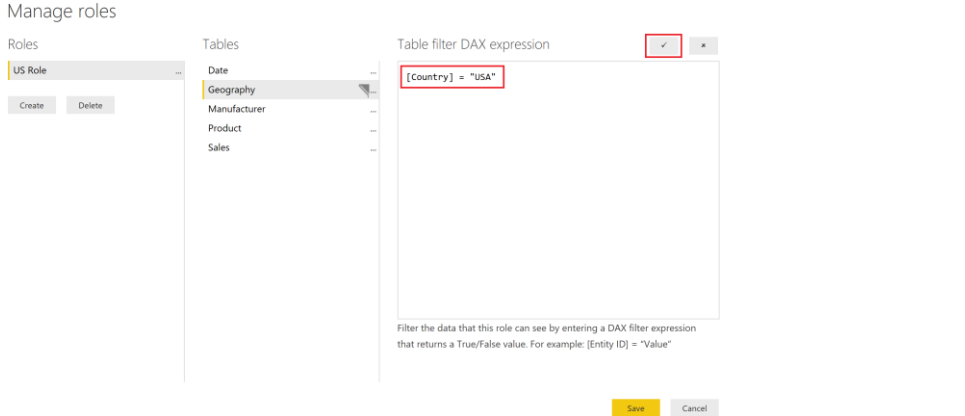 Manage roles
Roles
US Role
...
Create
Delete
Tables
Date
...
Geography
...
Manufacturer
...
Product
...
Sales
...
Table filter DAX expression
[Country] = "USA"
Filter the data that this role can see by entering a DAX filter expression
that returns a True/False value. For example: [Entity ID] = "Value"
Save
Cancel